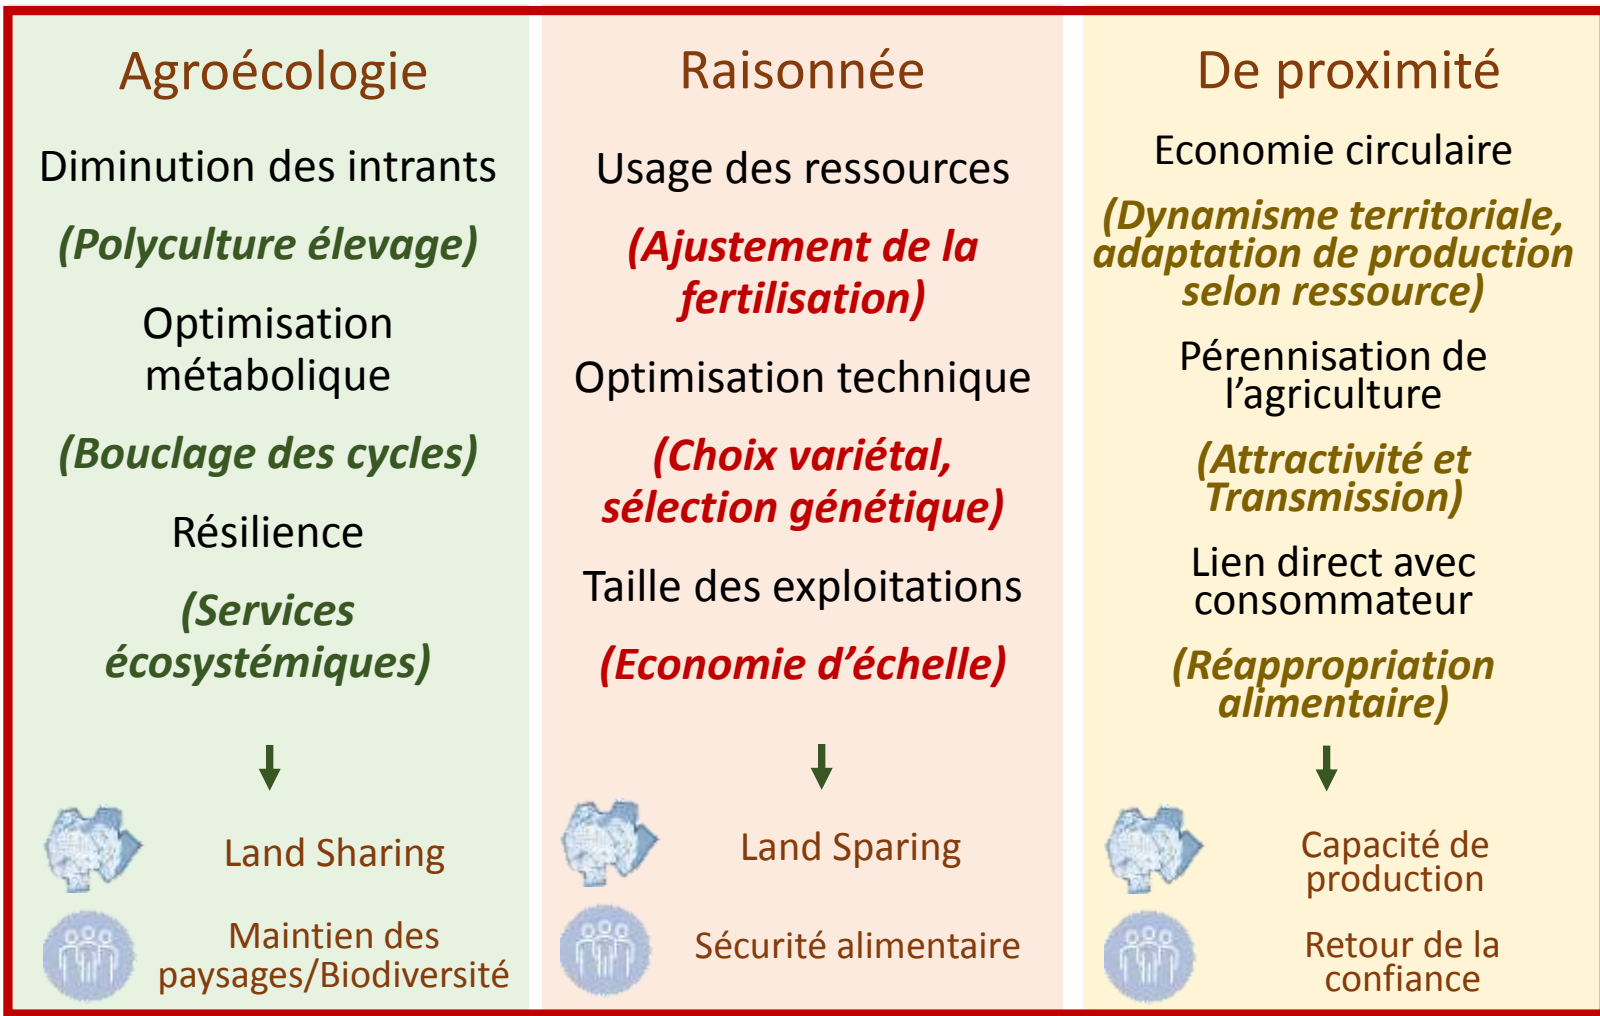 Agroécologie
Diminution des intrants
(Polyculture élevage)
Optimisation
métabolique
(Bouclage des cycles)
Résilience
(Services
écosystémiques)
Land Sharing
Maintien des
paysages/Biodiversité
Raisonnée
Usage des ressources
(Ajustement de la
fertilisation)
Optimisation technique
(Choix variétal,
sélection génétique)
Taille des exploitations
(Economie d’échelle)
Land Sparing
Sécurité alimentaire
De proximité
Economie circulaire
(Dynamisme territoriale,
adaptation de production
selon ressource)
Pérennisation de
l’agriculture
(Attractivité et
Transmission)
Lien direct avec
consommateur
(Réappropriation
alimentaire)
Capacité de
production
Retour de la
confiance